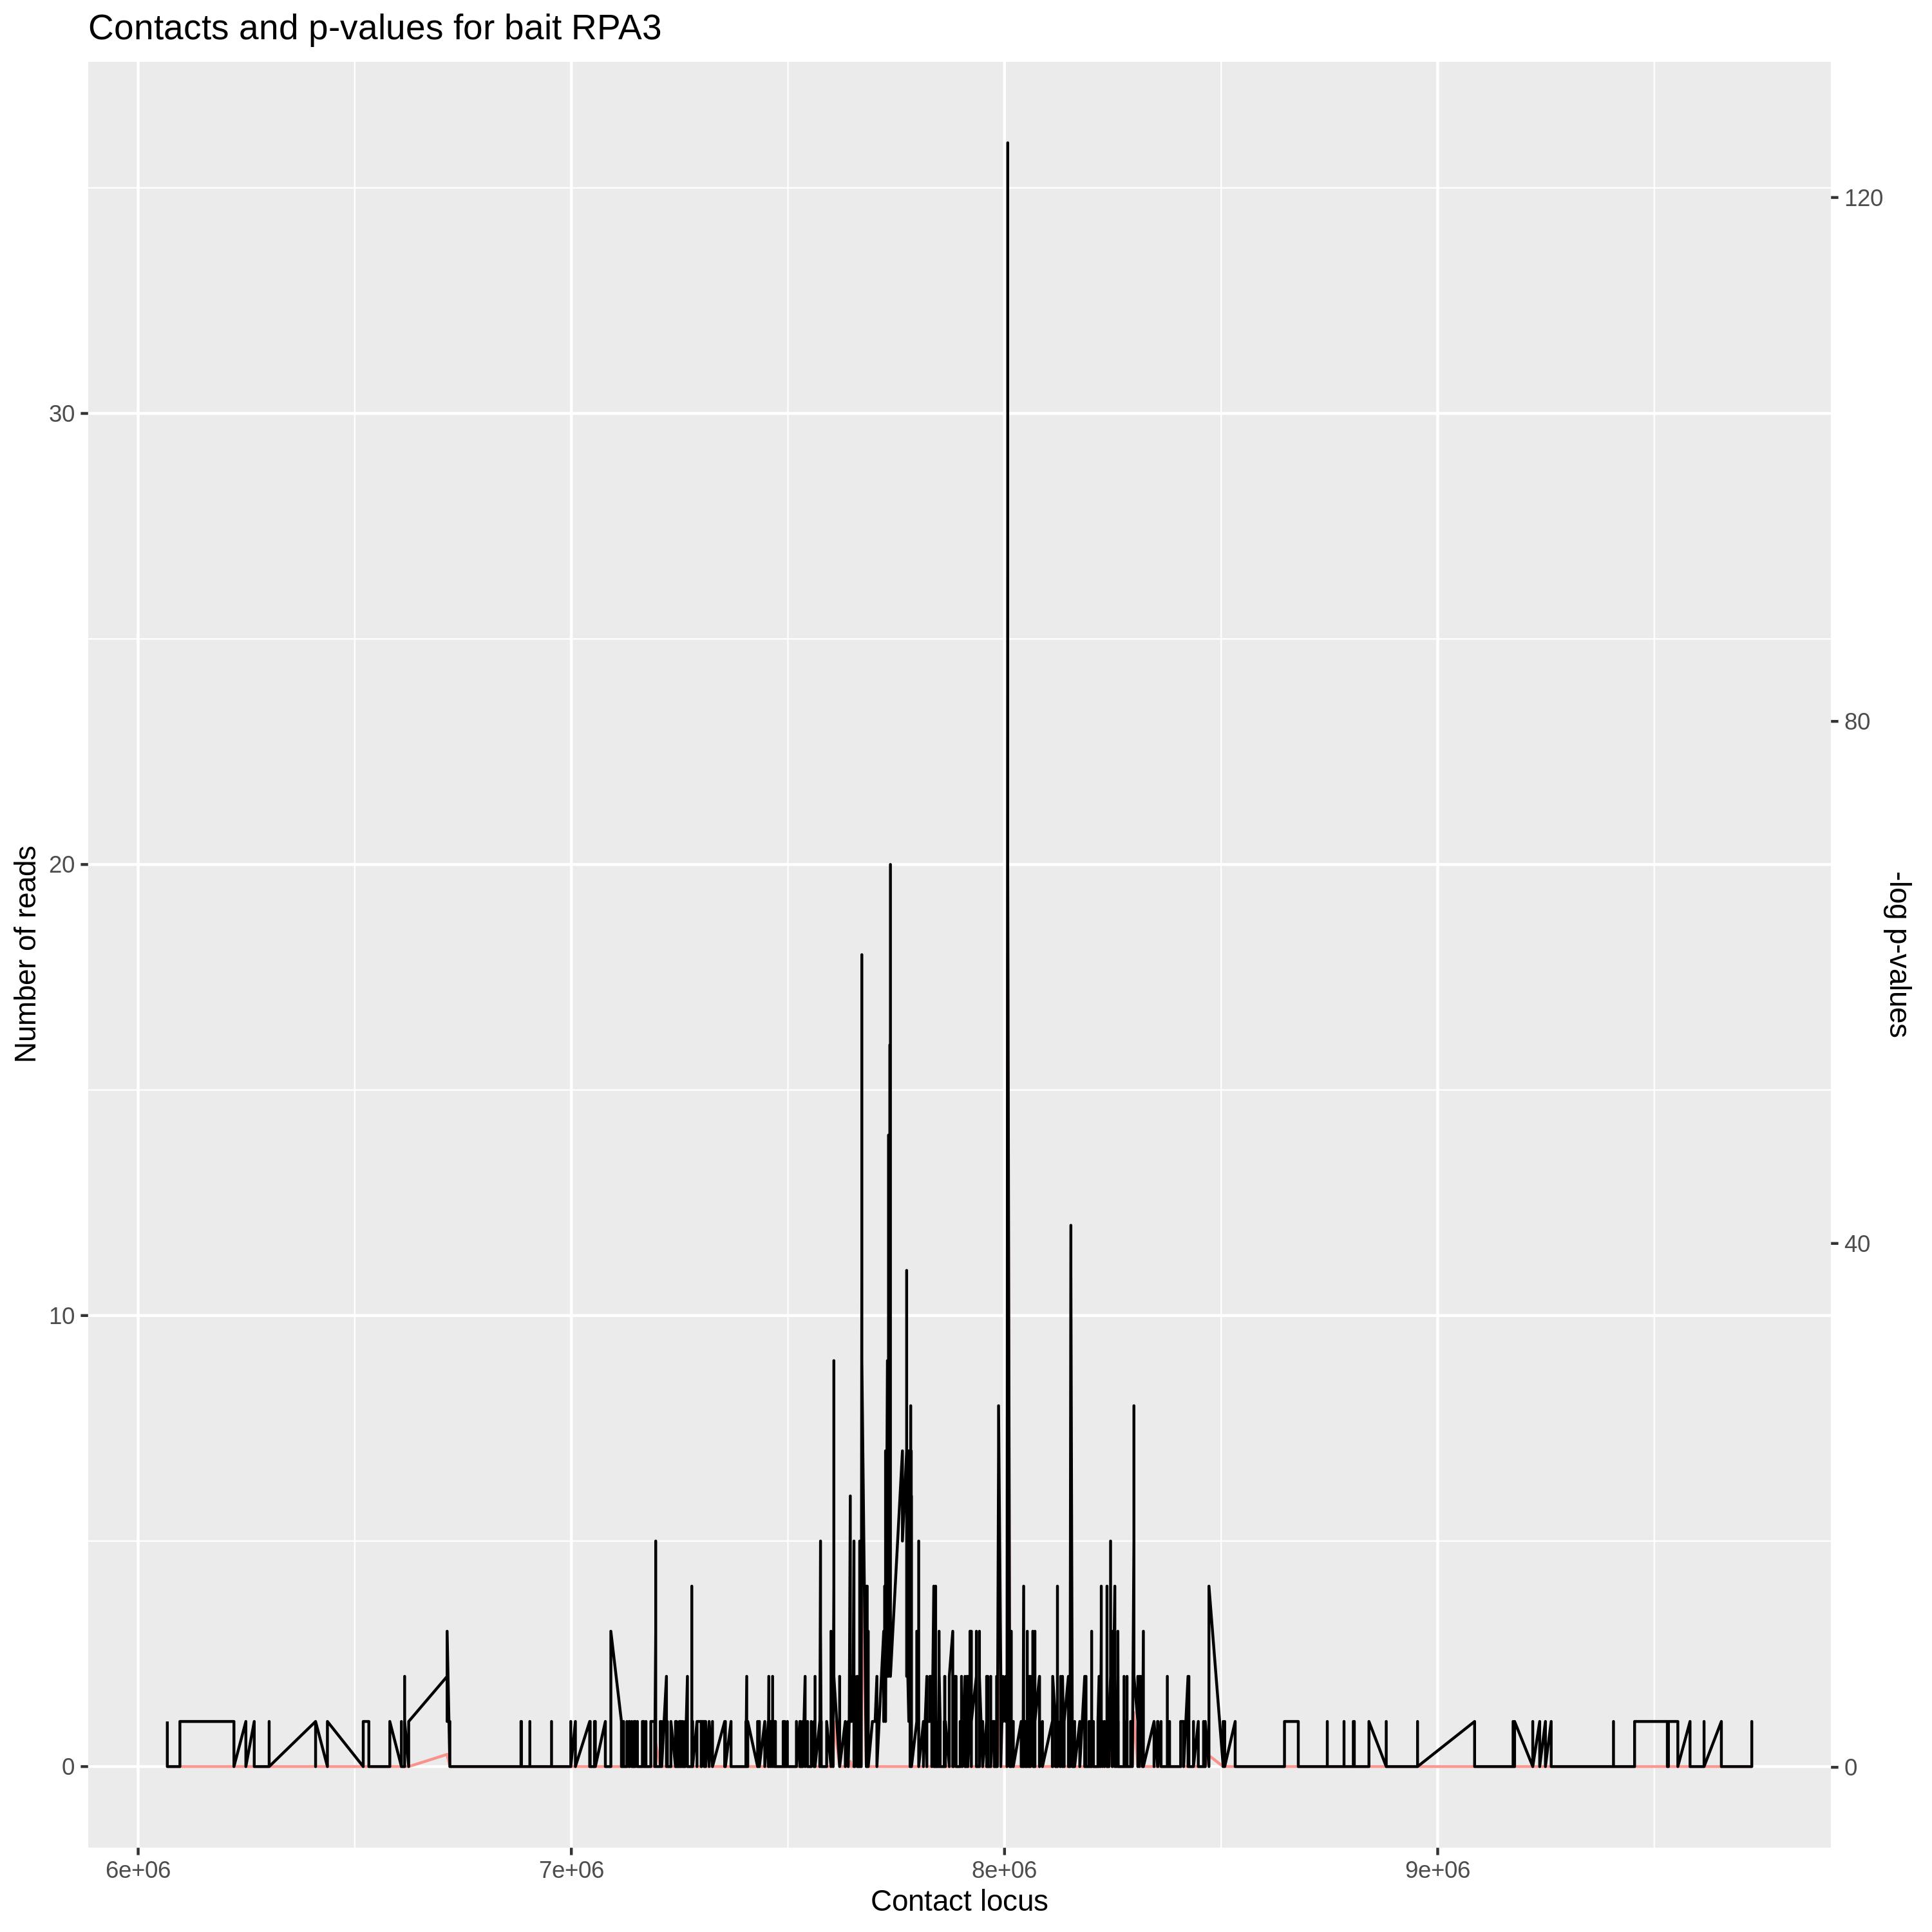 Contacts and p-values for bait RPA3
30
20
10
0
Number of reads
120
80
40
0
-log p-values
6e+06
7e+06
8e+06
9e+06
Contact locus